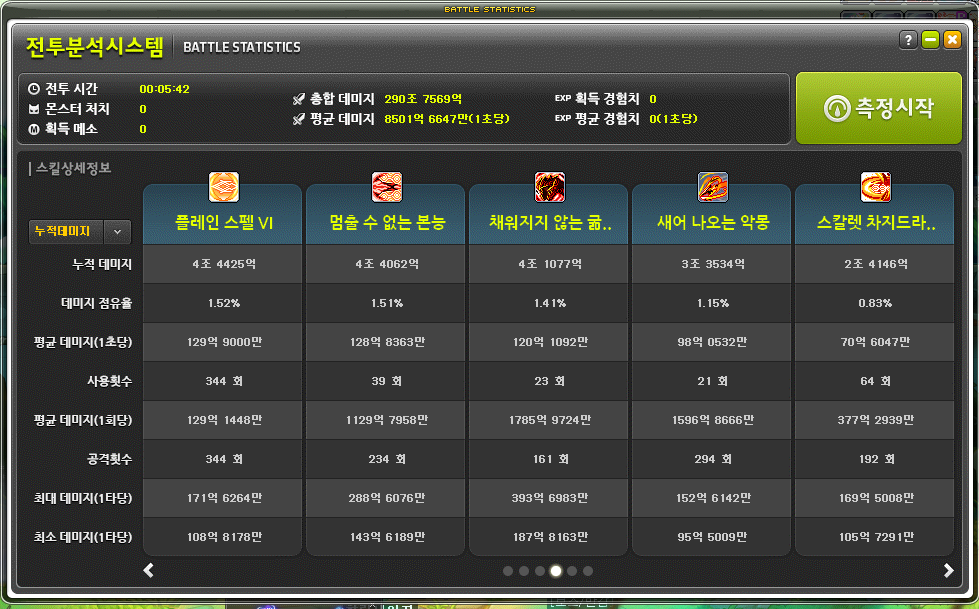 BATTLE STATISTICS
전투분석시스템 BATTLE STATISTICS
전투 시간 00:05:42
몬스터 처치 0
획득 메소 0
총합 데미지 290조 7569억
평균 데미지 8501억 6647만(1초당)
EXP 획득 경험치 0
EXP 평균 경험치 0(1초당)
측정시작
스킬상세정보
누적데미지 플레인 스펠 VI 멈출 수 없는 본능 채워지지 않는 굶.. 새어 나오는 악몽 스칼렛 차지드라..
누적 데미지 4조 4425억 4조 4062억 4조 1077억 3조 3534억 2조 4146억
데미지 점유율 1.52% 1.51% 1.41% 1.15% 0.83%
평균 데미지(1초당) 129억 9000만 128억 8363만 120억 1092만 98억 0532만 70억 6047만
사용횟수 344 회 39 회 23 회 21 회 64 회
평균 데미지(1회당) 129억 1448만 1129억 7958만 1785억 9724만 1596억 8666만 377억 2939만
공격횟수 344 회 234 회 161 회 294 회 192 회
최대 데미지(1타당) 171억 6264만 288억 6076만 393억 6983만 152억 6142만 169억 5008만
최소 데미지(1타당) 108억 8178만 143억 6189만 187억 8163만 95억 5009만 105억 7291만